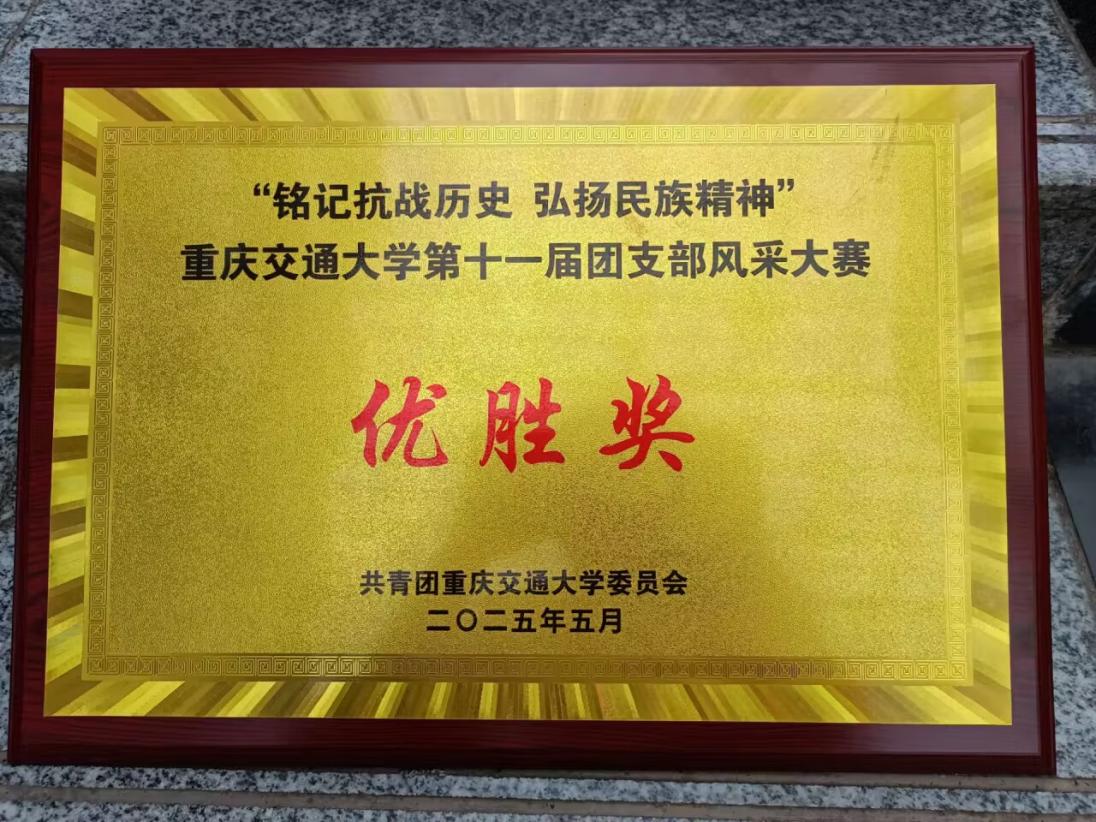 “铭记抗战历史 弘扬民族精神”
重庆交通大学第十一届团支部风采大赛
优胜奖
共青团重庆交通大学委员会
二〇二五年五月